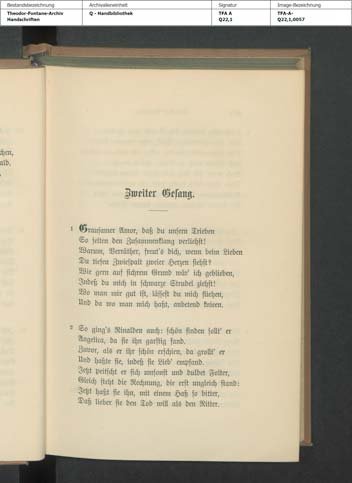 Bestandsbezeichnung
Archivalieneinheit
Signatur
Image-Bezeichnung
Theodor-Fontane-Archiv
Handschriften
Q - Handbibliothek
TFA A
Q22,1
TFA-A-
Q22,1,0057
Zweiter Gesang.
1 Grausamer Amor, daß du unsern Trieben
So selten den Zusammenklang verliehst!
Warum, Verräther, freut's dich, wenn beim Lieben
Du tiefen Zwiespalt zweier Herzen siehst?
Wie gern auf sichrem Grund wär' ich geblieben,
Indeß du mich in schwarze Strudel ziehst!
Wo man mir gut ist, lässest du mich fliehen,
Und da wo man mich haßt, anbetend knieen.
2 So ging's Rinalden auch: schön finden sollt' er
Angelica, da sie ihn garstig fand.
Zuvor, als er ihr schön erschien, da grollt' er
Und haßte sie, indeß sie Lieb' empfand.
Jetzt peitscht er sich umsonst und duldet Folter,
Gleich steht die Rechnung, die erst ungleich stand:
Jetzt haßt sie ihn, mit einem Haß so bitter,
Daß lieber sie den Tod will als den Ritter.